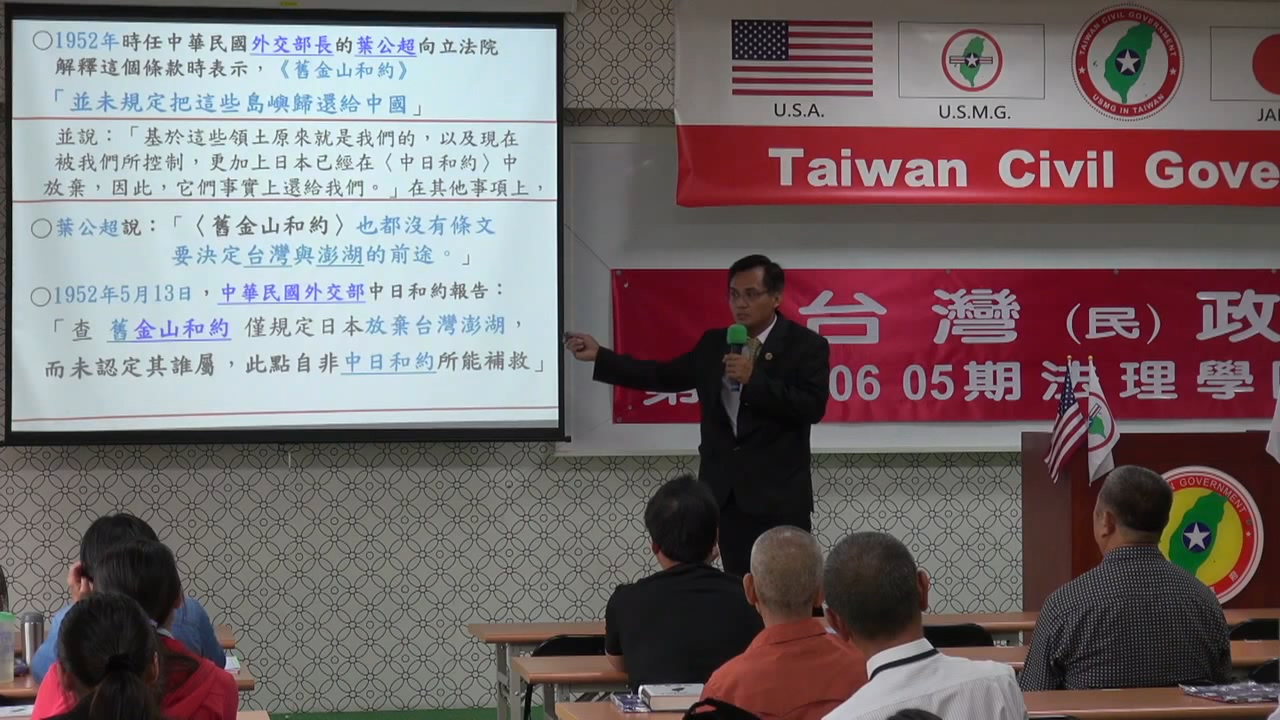 ○1952年時任中華民國外交部長的葉公超向立法院
解釋這個條款時表示，《舊金山和約》
「並未規定把這些島嶼歸還給中國」
並說：「基於這些領土原來就是我們的，以及現在
被我們所控制，更加上日本已經在〈中日和約〉中
放棄，因此，它們事實上還給我們。」在其他事項上，
○葉公超說：「〈舊金山和約〉也都沒有條文
要決定台灣與澎湖的前途。」
○1952年5月13日，中華民國外交部中日和約報告：
「查 舊金山和約 僅規定日本放棄台灣澎湖，
而未認定其誰屬，此點自非中日和約所能補救」
U.S.A.
U.S.M.G.
TAIWAN CIVIL GOVERNMENT
USMG IN TAIWAN
Taiwan Civil Gove
台灣（民）政
06 05期法理學
GOVERNMENT